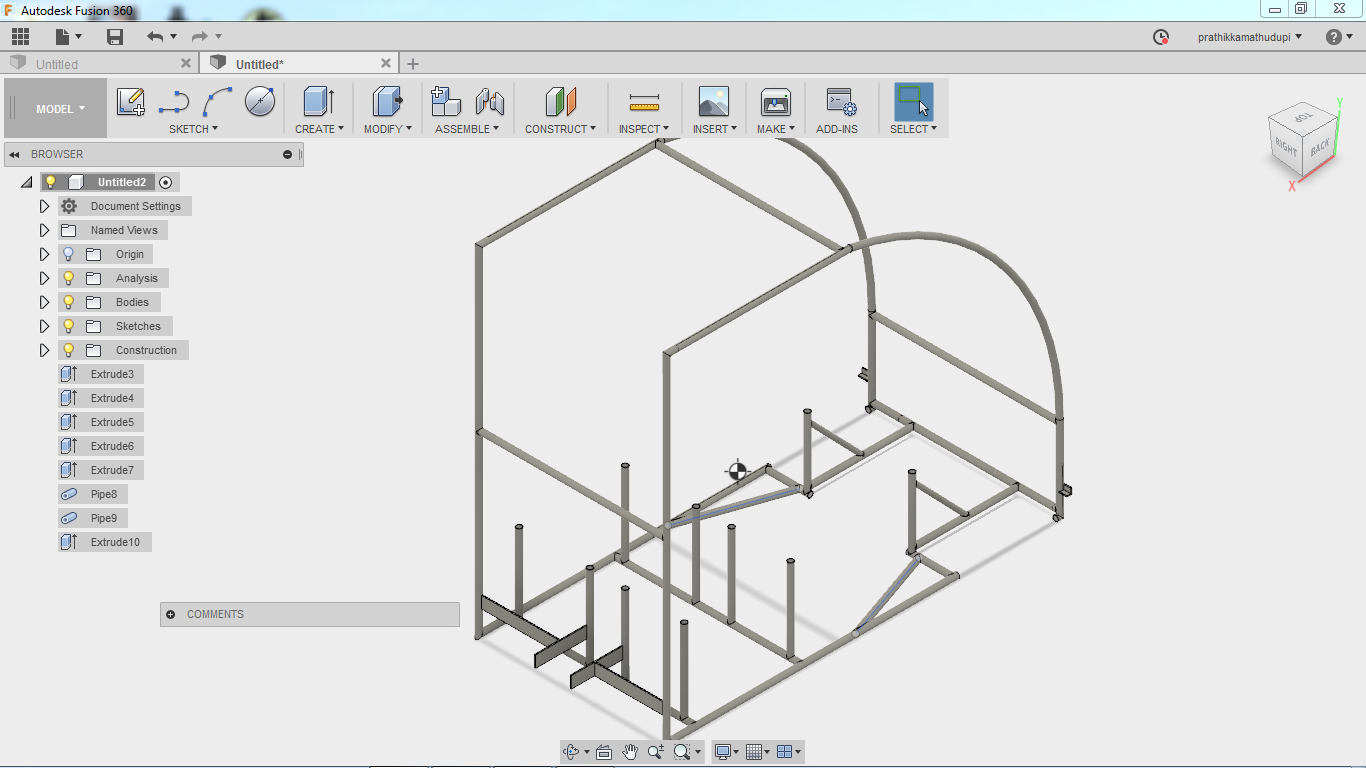 Autodesk Fusion 360
prathikkamathudupi
Untitled
Untitled*
MODEL
SKETCH
CREATE
MODIFY
ASSEMBLE
CONSTRUCT
INSPECT
INSERT
MAKE
ADD-INS
SELECT
TOP
RIGHT
BACK
Y
X
BROWSER
Untitled2
Document Settings
Named Views
Origin
Analysis
Bodies
Sketches
Construction
Extrude3
Extrude4
Extrude5
Extrude6
Extrude7
Pipe8
Pipe9
Extrude10
COMMENTS